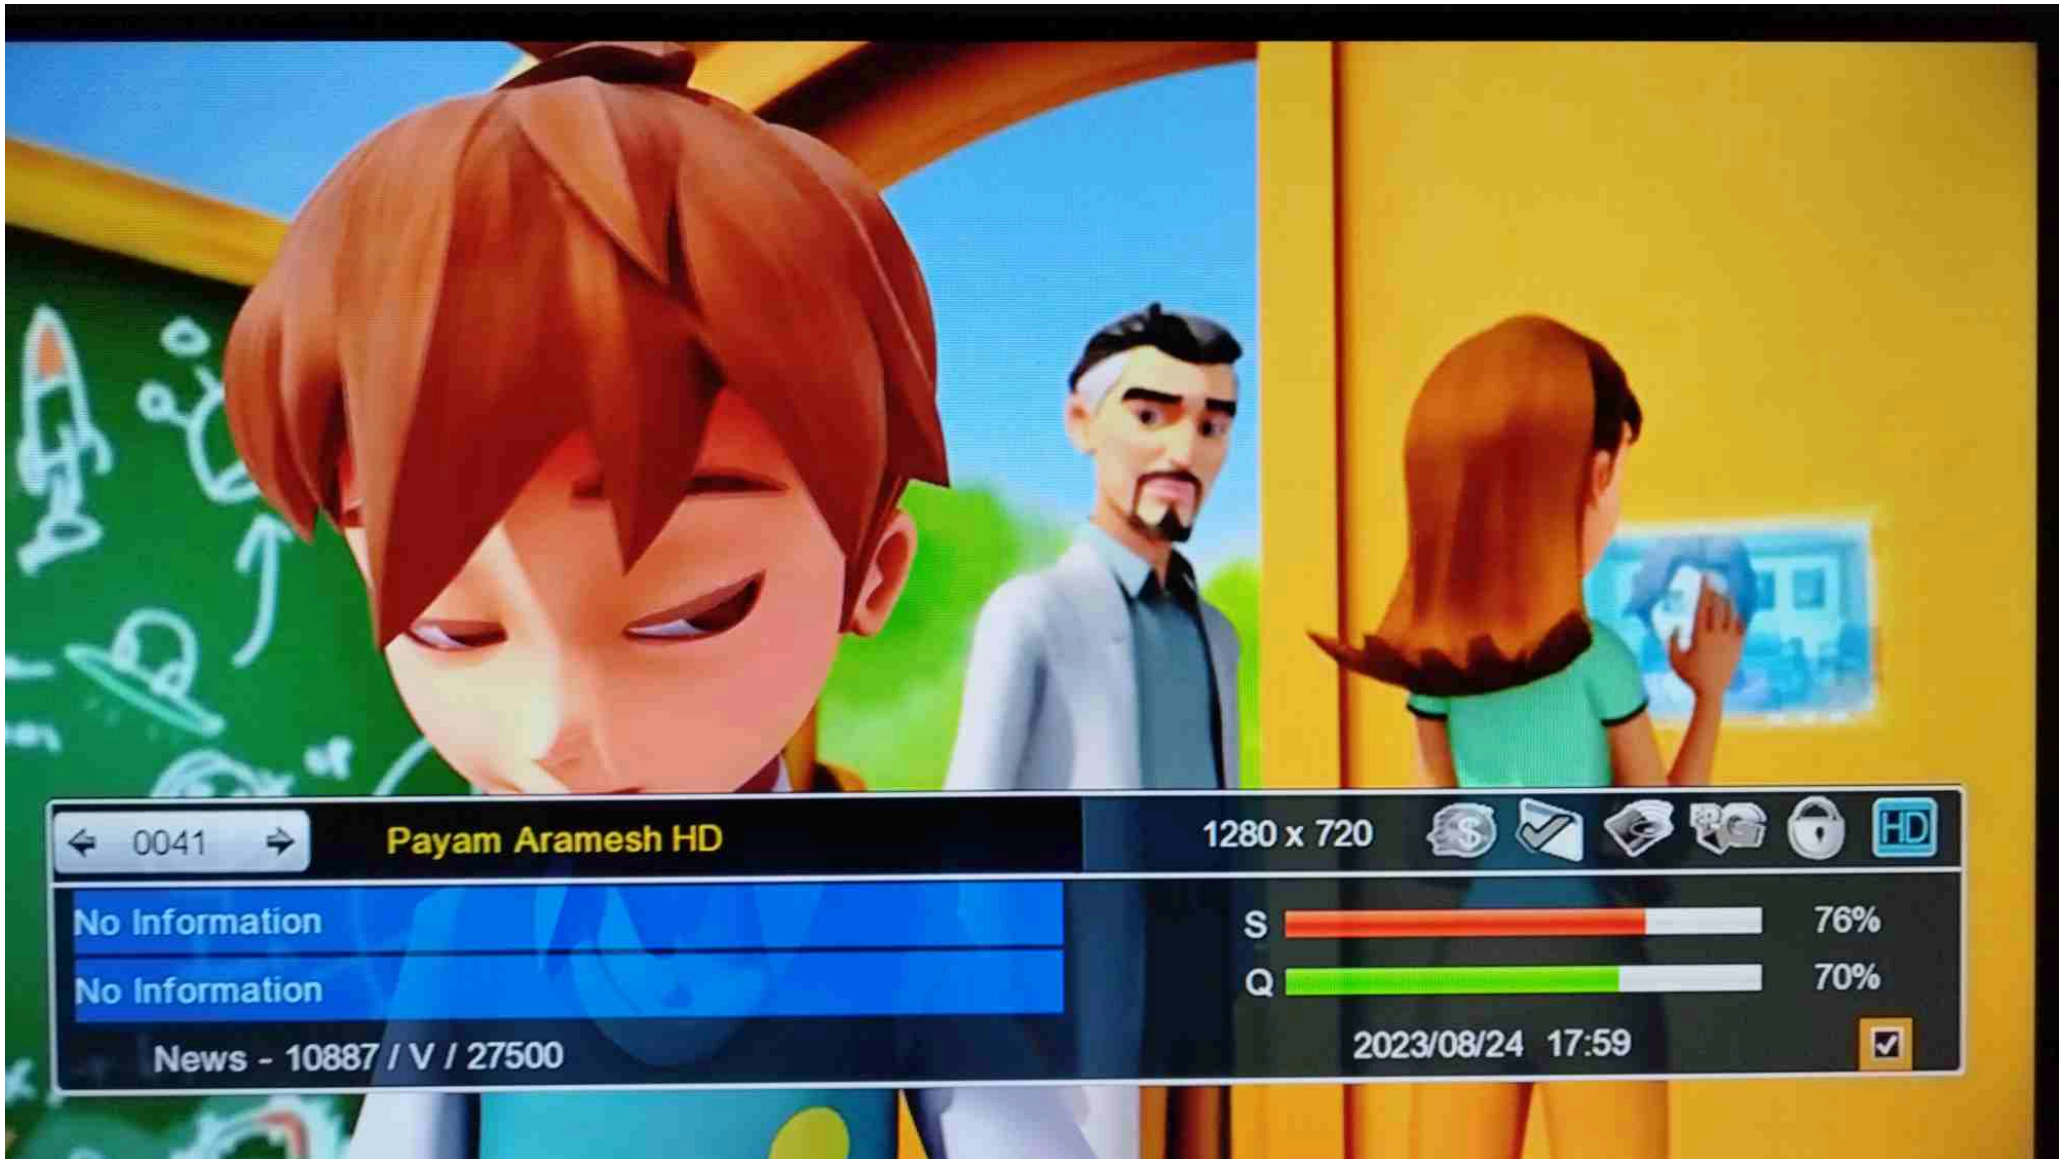 0041
Payam Aramesh HD
1280 x 720
HD
No Information
S 76%
No Information
Q 70%
News - 10887 / V / 27500
2023/08/24 17:59